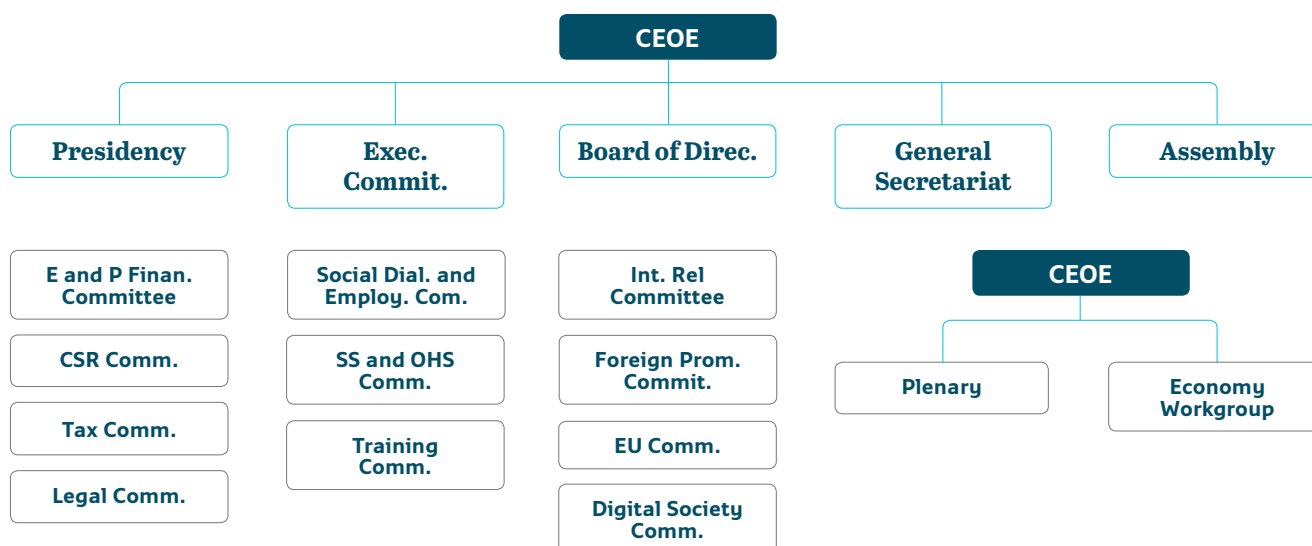 CEOE
Presidency
Exec.
Commit.
Board of Direc.
General
Secretariat
Assembly
E and P Finan.
Committee
CSR Comm.
Tax Comm.
Legal Comm.
Social Dial. and
Employ. Com.
SS and OHS
Comm.
Training
Comm.
Int. Rel
Committee
Foreign Prom.
Commit.
EU Comm.
Digital Society
Comm.
CEOE
Plenary
Economy
Workgroup